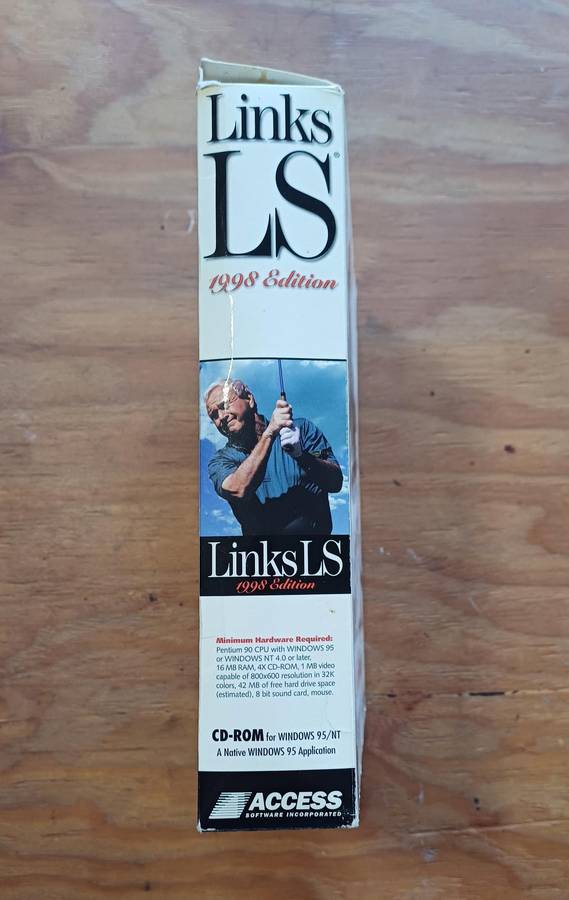 Links
LS®
1998 Edition
LinksLS
1998 Edition
Minimum Hardware Required:
Pentium 90 CPU with WINDOWS 95
or WINDOWS NT 4.0 or later,
16 MB RAM, 4X CD-ROM, 1 MB video
capable of 800x600 resolution in 32K
colors, 42 MB of free hard drive space
(estimated), 8 bit sound card, mouse.
CD-ROM for WINDOWS 95/NT
A Native WINDOWS 95 Application
ACCESS
SOFTWARE INCORPORATED